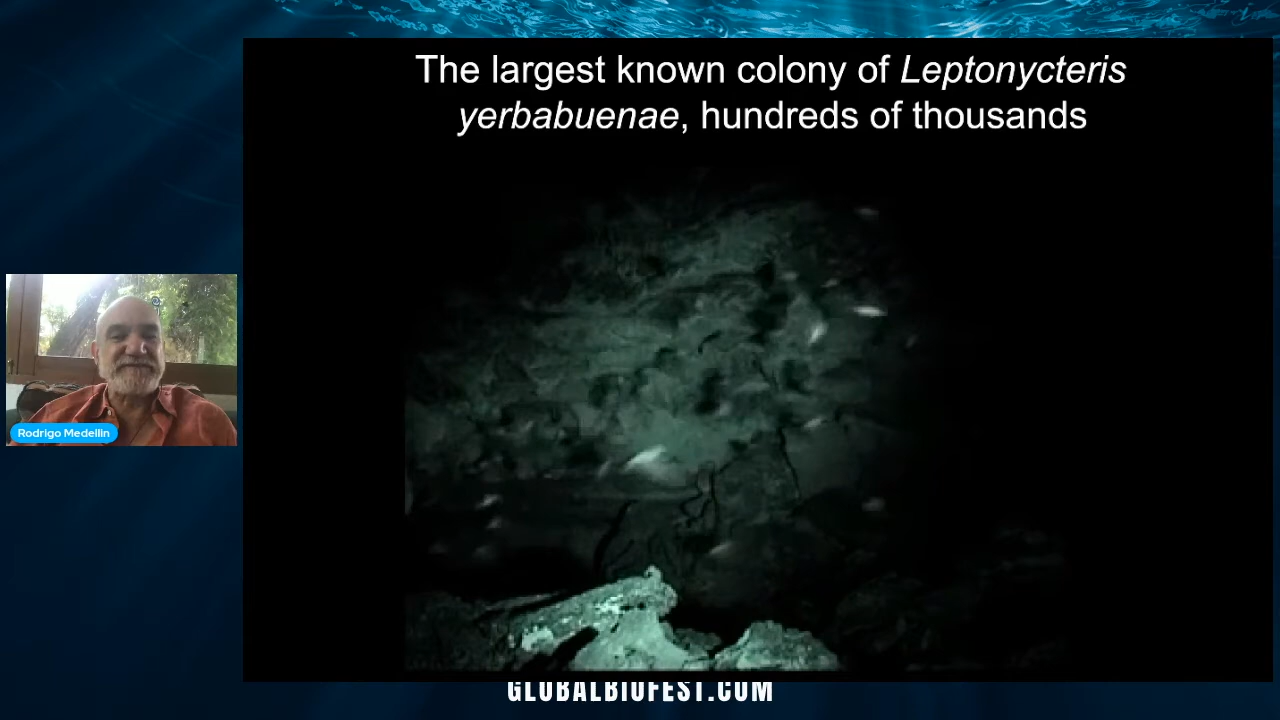 The largest known colony of Leptonycteris
yerbabuenae, hundreds of thousands
Rodrigo Medellin
GLOBALBIOFEST.COM